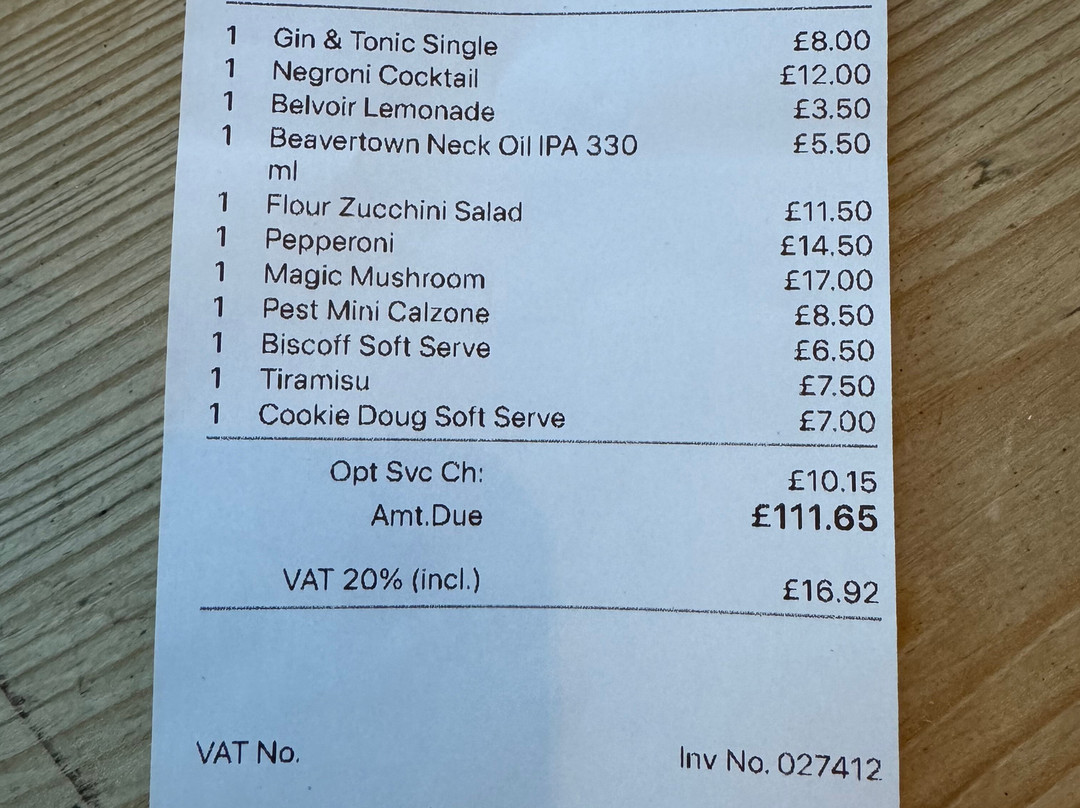 1 Gin & Tonic Single £8.00
1 Negroni Cocktail £12.00
1 Belvoir Lemonade £3.50
1 Beavertown Neck Oil IPA 330 £5.50
ml
1 Flour Zucchini Salad £11.50
1 Pepperoni £14.50
1 Magic Mushroom £17.00
1 Pest Mini Calzone £8.50
1 Biscoff Soft Serve £6.50
1 Tiramisu £7.50
1 Cookie Doug Soft Serve £7.00
Opt Svc Ch: £10.15
Amt.Due £111.65
VAT 20% (incl.) £16.92
VAT No. Inv No. 027412